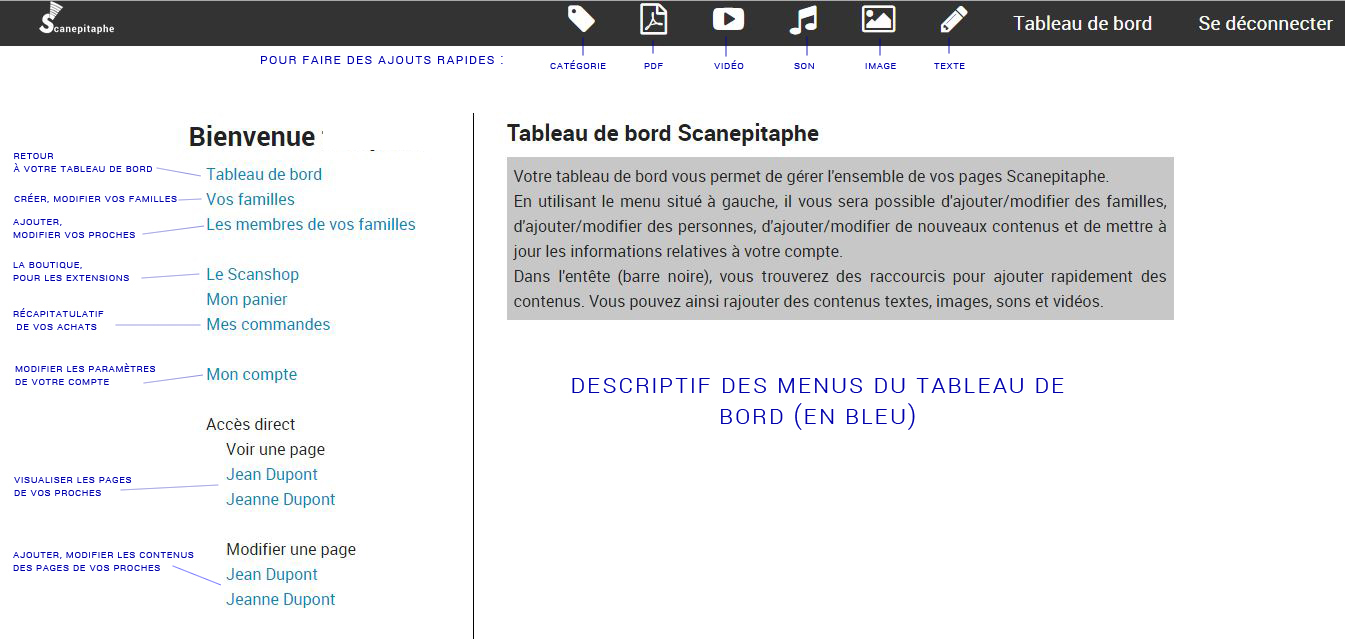 Scanepitaphe
Tableau de bord
Se déconnecter
POUR FAIRE DES AJOUTS RAPIDES :
CATÉGORIE
PDF
VIDÉO
SON
IMAGE
TEXTE
Bienvenue
RETOUR
À VOTRE TABLEAU DE BORD
Tableau de bord
CRÉER, MODIFIER VOS FAMILLES
Vos familles
AJOUTER,
MODIFIER VOS PROCHES
Les membres de vos familles
LA BOUTIQUE,
POUR LES EXTENSIONS
Le Scanshop
Mon panier
RÉCAPITATULATIF
DE VOS ACHATS
Mes commandes
MODIFIER LES PARAMÈTRES
DE VOTRE COMPTE
Mon compte
Accès direct
Voir une page
VISUALISER LES PAGES
DE VOS PROCHES
Jean Dupont
Jeanne Dupont
Modifier une page
AJOUTER, MODIFIER LES CONTENUS
DES PAGES DE VOS PROCHES
Jean Dupont
Jeanne Dupont
Tableau de bord Scanepitaphe
Votre tableau de bord vous permet de gérer l'ensemble de vos pages Scanepitaphe.
En utilisant le menu situé à gauche, il vous sera possible d'ajouter/modifier des familles,
d'ajouter/modifier des personnes, d'ajouter/modifier de nouveaux contenus et de mettre à
jour les informations relatives à votre compte.
Dans l'entête (barre noire), vous trouverez des raccourcis pour ajouter rapidement des
contenus. Vous pouvez ainsi rajouter des contenus textes, images, sons et vidéos.
DESCRIPTIF DES MENUS DU TABLEAU DE
BORD (EN BLEU)